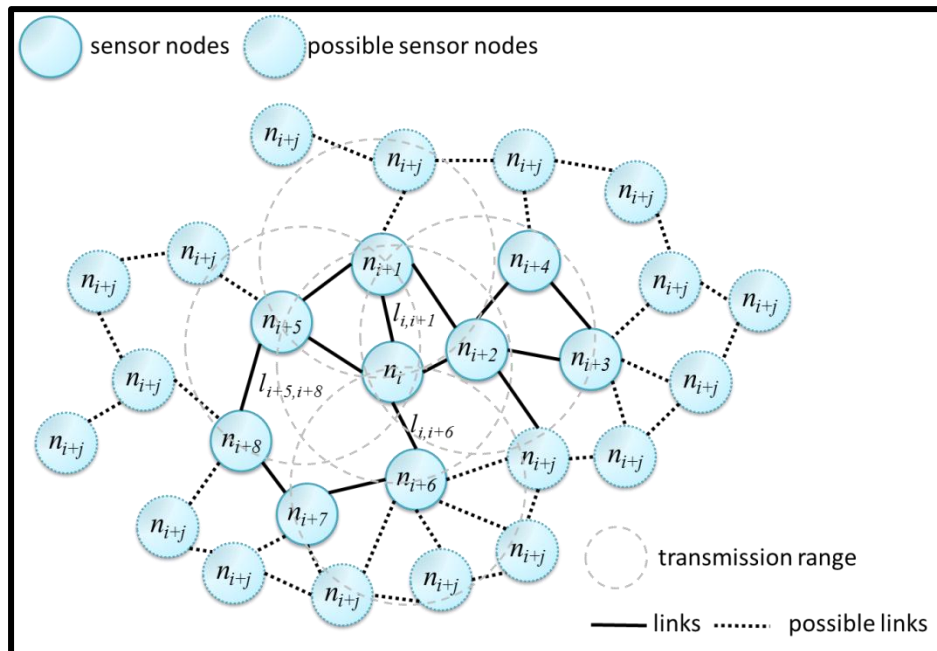 sensor nodes
possible sensor nodes
n_{i+j}
n_{i+j}
n_{i+j}
n_{i+j}
n_{i+j}
n_{i+1}
n_{i+4}
n_{i+j}
n_{i+j}
n_{i+j}
n_{i+5}
l_{i,i+1}
n_{i+2}
n_{i+3}
n_i
n_{i+j}
n_{i+j}
l_{i+5,i+8}
l_{i,i+6}
n_{i+j}
n_{i+8}
n_{i+j}
n_{i+j}
n_{i+6}
n_{i+j}
n_{i+7}
n_{i+j}
n_{i+j}
n_{i+j}
n_{i+j}
transmission range
links
possible links